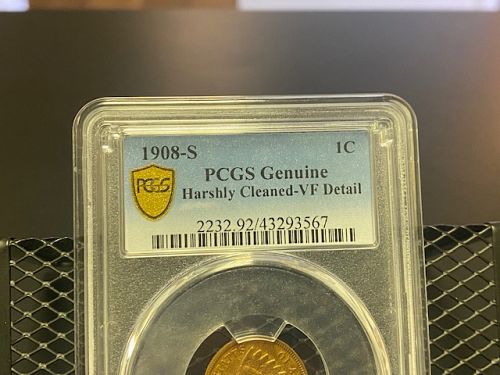 1908-S 1C
PCGS Genuine
Harshly Cleaned-VF Detail
PCGS
2232.92/43293567